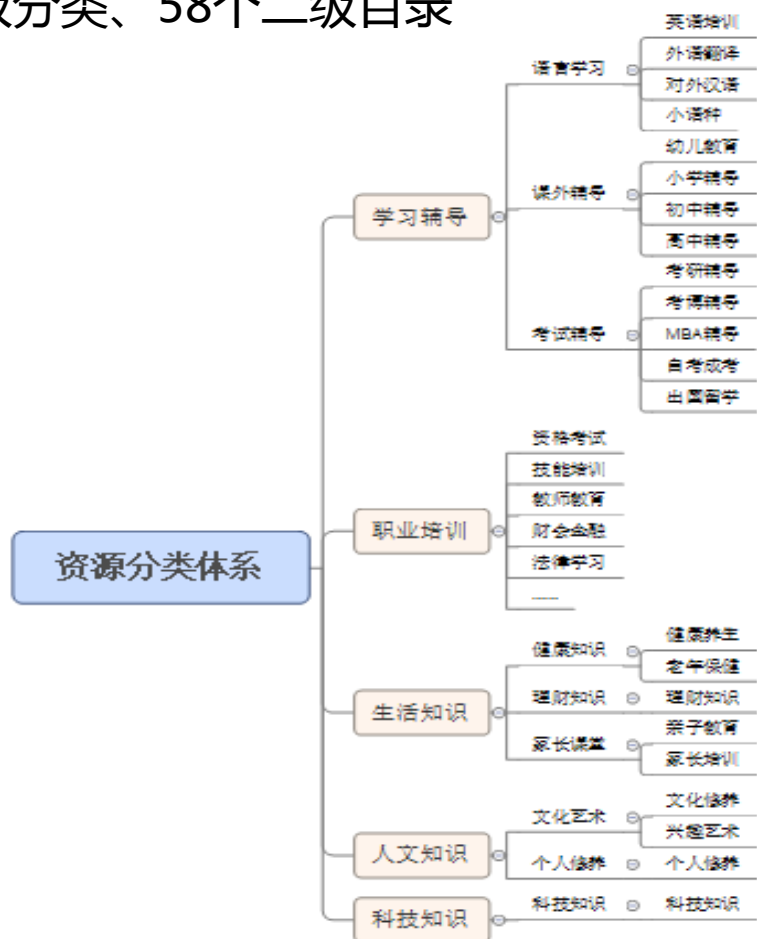 级分类、58个二级目录
资源分类体系
学习辅导
语言学习
英语培训
外语翻译
对外汉语
小语种
课外辅导
幼儿教育
小学辅导
初中辅导
高中辅导
考试辅导
考研辅导
考博辅导
MBA辅导
自考成考
出国留学
职业培训
资格考试
技能培训
教师教育
财会金融
法律学习
......
生活知识
健康知识
健康养生
老年保健
理财知识
理财知识
家长课堂
亲子教育
家长培训
人文知识
文化艺术
文化修养
兴趣艺术
个人修养
个人修养
科技知识
科技知识
科技知识